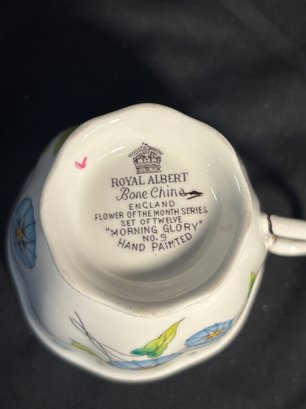 ROYAL ALBERT
Bone China
ENGLAND
FLOWER OF THE MONTH SERIES
SET OF TWELVE
"MORNING GLORY"
NO. 9
HAND PAINTED